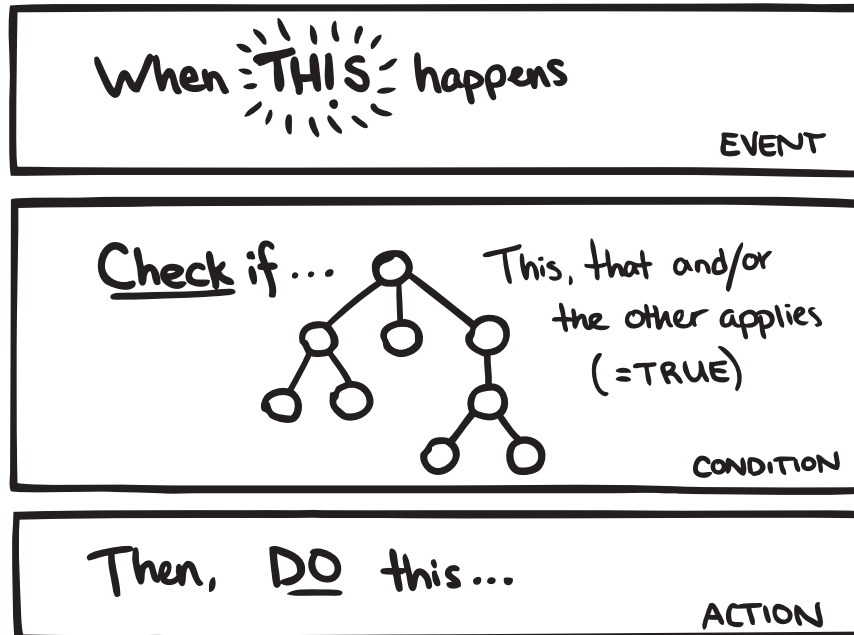 When THIS happens
EVENT
Check if ...
This, that and/or
the other applies
(=TRUE)
CONDITION
Then, DO this...
ACTION